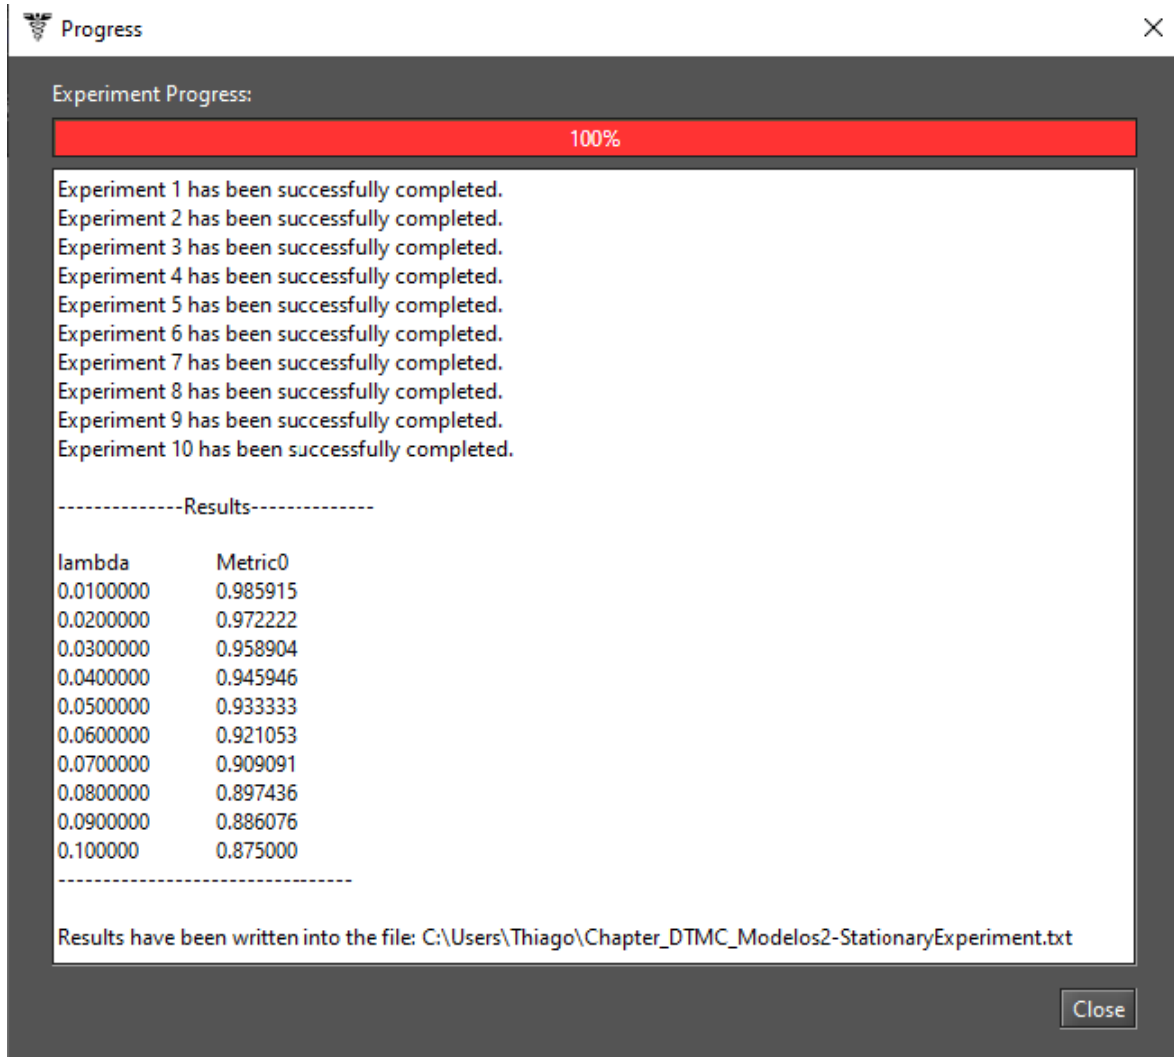 Progress
Experiment Progress:
100%
Experiment 1 has been successfully completed.
Experiment 2 has been successfully completed.
Experiment 3 has been successfully completed.
Experiment 4 has been successfully completed.
Experiment 5 has been successfully completed.
Experiment 6 has been successfully completed.
Experiment 7 has been successfully completed.
Experiment 8 has been successfully completed.
Experiment 9 has been successfully completed.
Experiment 10 has been successfully completed.
--------------Results--------------
lambda Metric0
0.0100000 0.985915
0.0200000 0.972222
0.0300000 0.958904
0.0400000 0.945946
0.0500000 0.933333
0.0600000 0.921053
0.0700000 0.909091
0.0800000 0.897436
0.0900000 0.886076
0.100000 0.875000
---------------------------------
Results have been written into the file: C:\Users\Thiago\Chapter_DTMC_Modelos2-StationaryExperiment.txt
Close